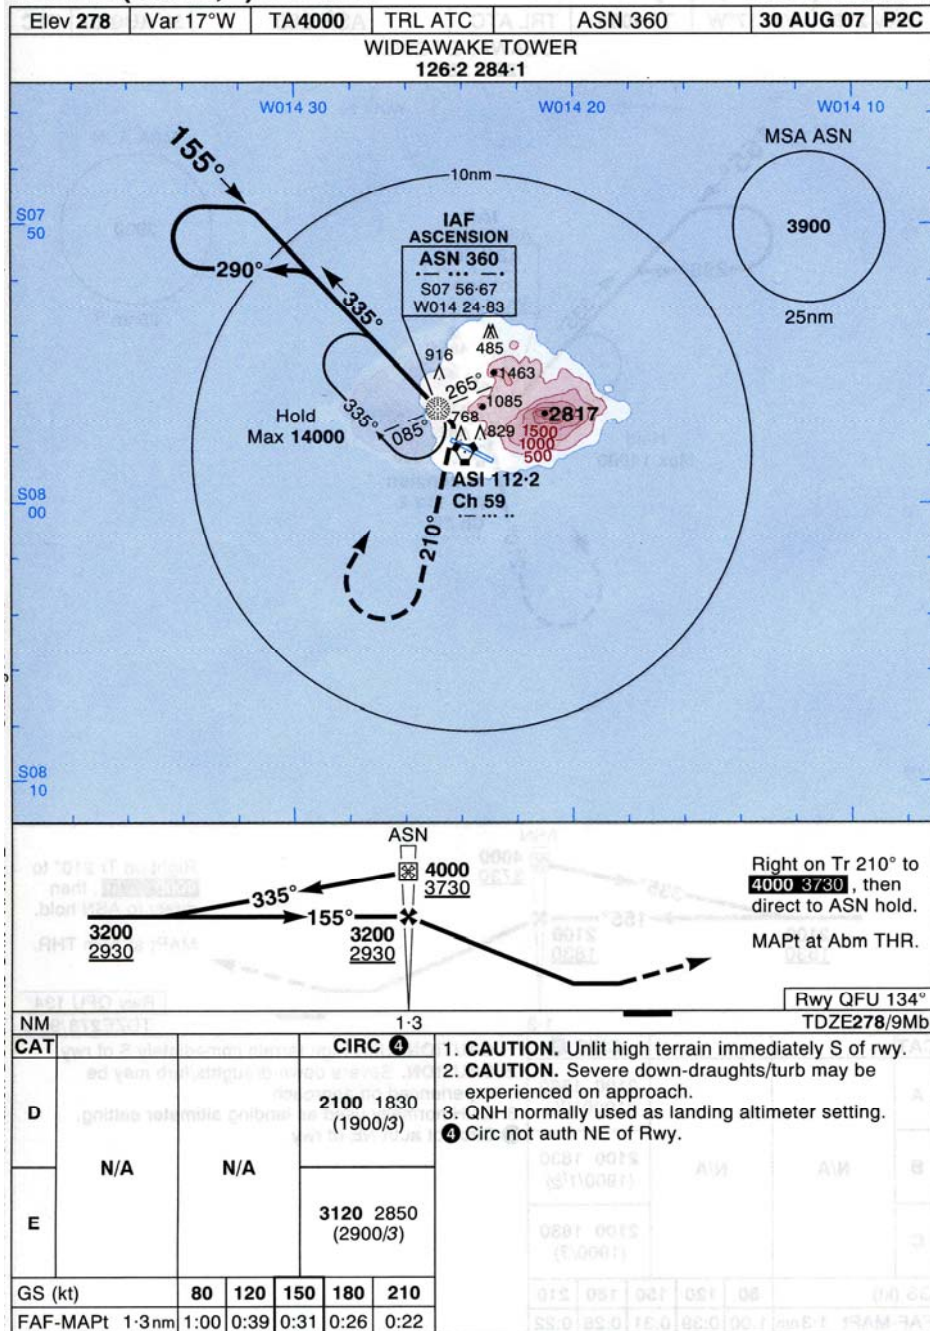 Elev 278 Var 17°W TA4000 TRL ATC ASN 360 30 AUG 07 P2C
WIDEAWAKE TOWER
126·2 284·1
W014 30 W014 20 W014 10
155°
MSA ASN
10nm
S07
50
IAF
ASCENSION
ASN 360
S07 56·67
W014 24·83
3900
290°
25nm
335°
916
485
1463
265°
1085
335°
085°
Hold
Max 14000
768
829
2817
1500
1000
500
ASI 112·2
Ch 59
S08
00
210°
S08
10
ASN
4000
3730
335°
155°
3200
2930
3200
2930
Right on Tr 210° to
4000 3730 , then
direct to ASN hold.
MAPt at Abm THR.
Rwy QFU 134°
NM 1·3 TDZE278/9Mb
CAT CIRC 4
D N/A N/A 2100 1830
(1900/3)
E 3120 2850
(2900/3)
1. CAUTION. Unlit high terrain immediately S of rwy.
2. CAUTION. Severe down-draughts/turb may be
experienced on approach.
3. QNH normally used as landing altimeter setting.
4 Circ not auth NE of Rwy.
GS (kt) 80 120 150 180 210
FAF-MAPt 1·3nm 1:00 0:39 0:31 0:26 0:22